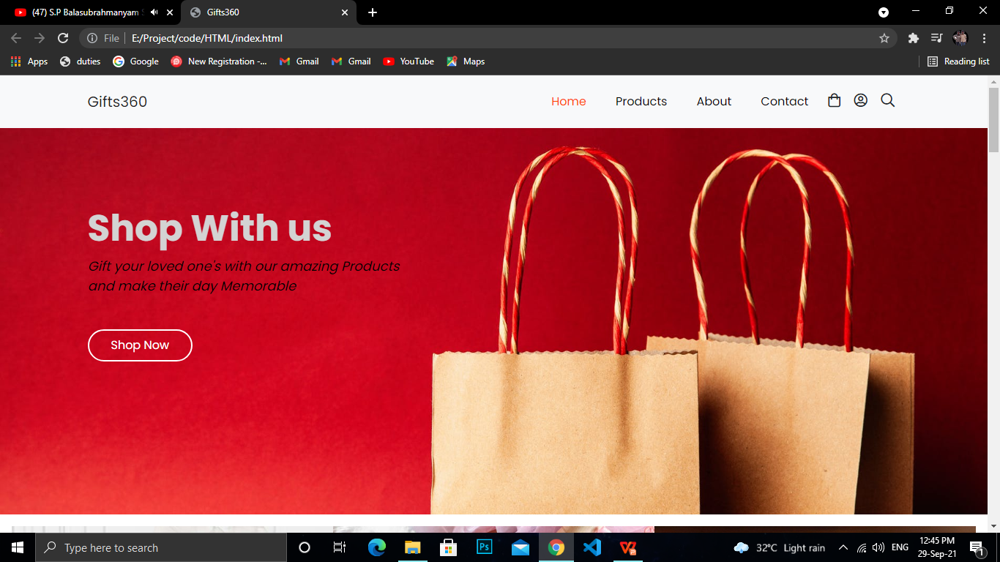 (47) S.P Balasubrahmanyam
Gifts360
File
E:/Project/code/HTML/index.html
Apps
duties
Google
New Registration -...
Gmail
Gmail
YouTube
Maps
Reading list
Gifts360
Home
Products
About
Contact
Shop With us
Gift your loved one's with our amazing Products
and make their day Memorable
Shop Now
Type here to search
Ps
32°C Light rain
ENG
12:45 PM
29-Sep-21
1